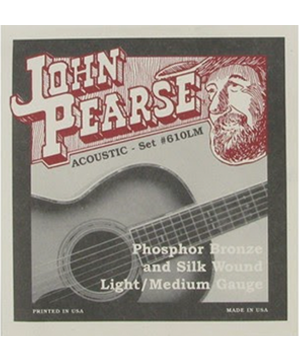 JOHN
PEARSE
ACOUSTIC - Set #610LM
Phosphor Bronze
and Silk Wound
Light/Medium Gauge
PRINTED IN USA
MADE IN USA